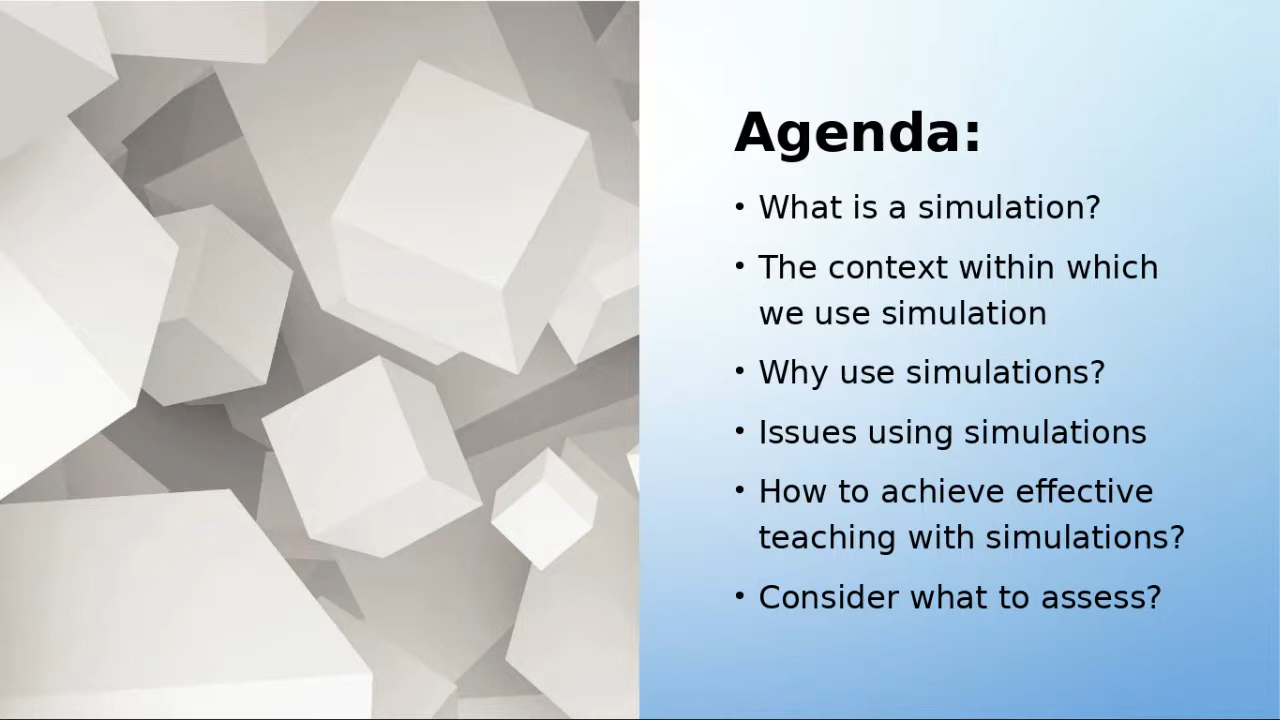 Agenda:
• What is a simulation?
• The context within which
we use simulation
• Why use simulations?
• Issues using simulations
• How to achieve effective
teaching with simulations?
• Consider what to assess?